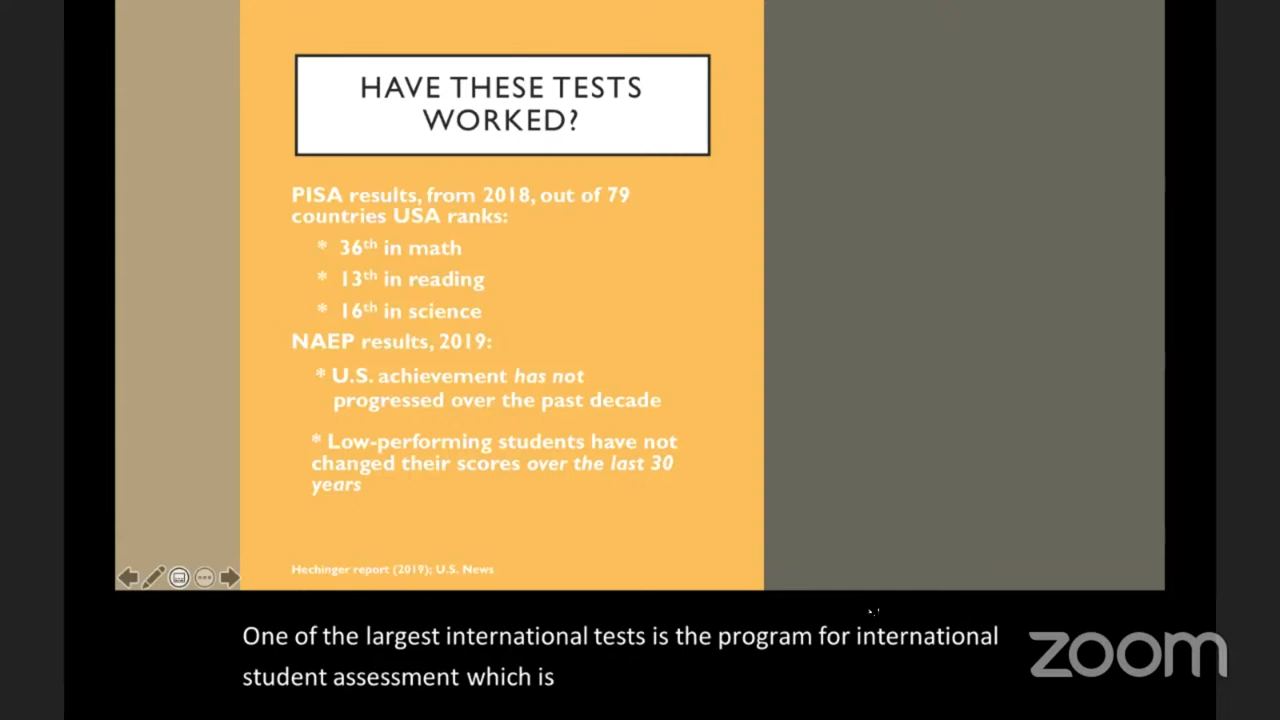 HAVE THESE TESTS
WORKED?
PISA results, from 2018, out of 79
countries USA ranks:
* 36th in math
* 13th in reading
* 16th in science
NAEP results, 2019:
* U.S. achievement has not
progressed over the past decade
* Low-performing students have not
changed their scores over the last 30
years
Hechinger report (2019); U.S. News
One of the largest international tests is the program for international
student assessment which is
zoom